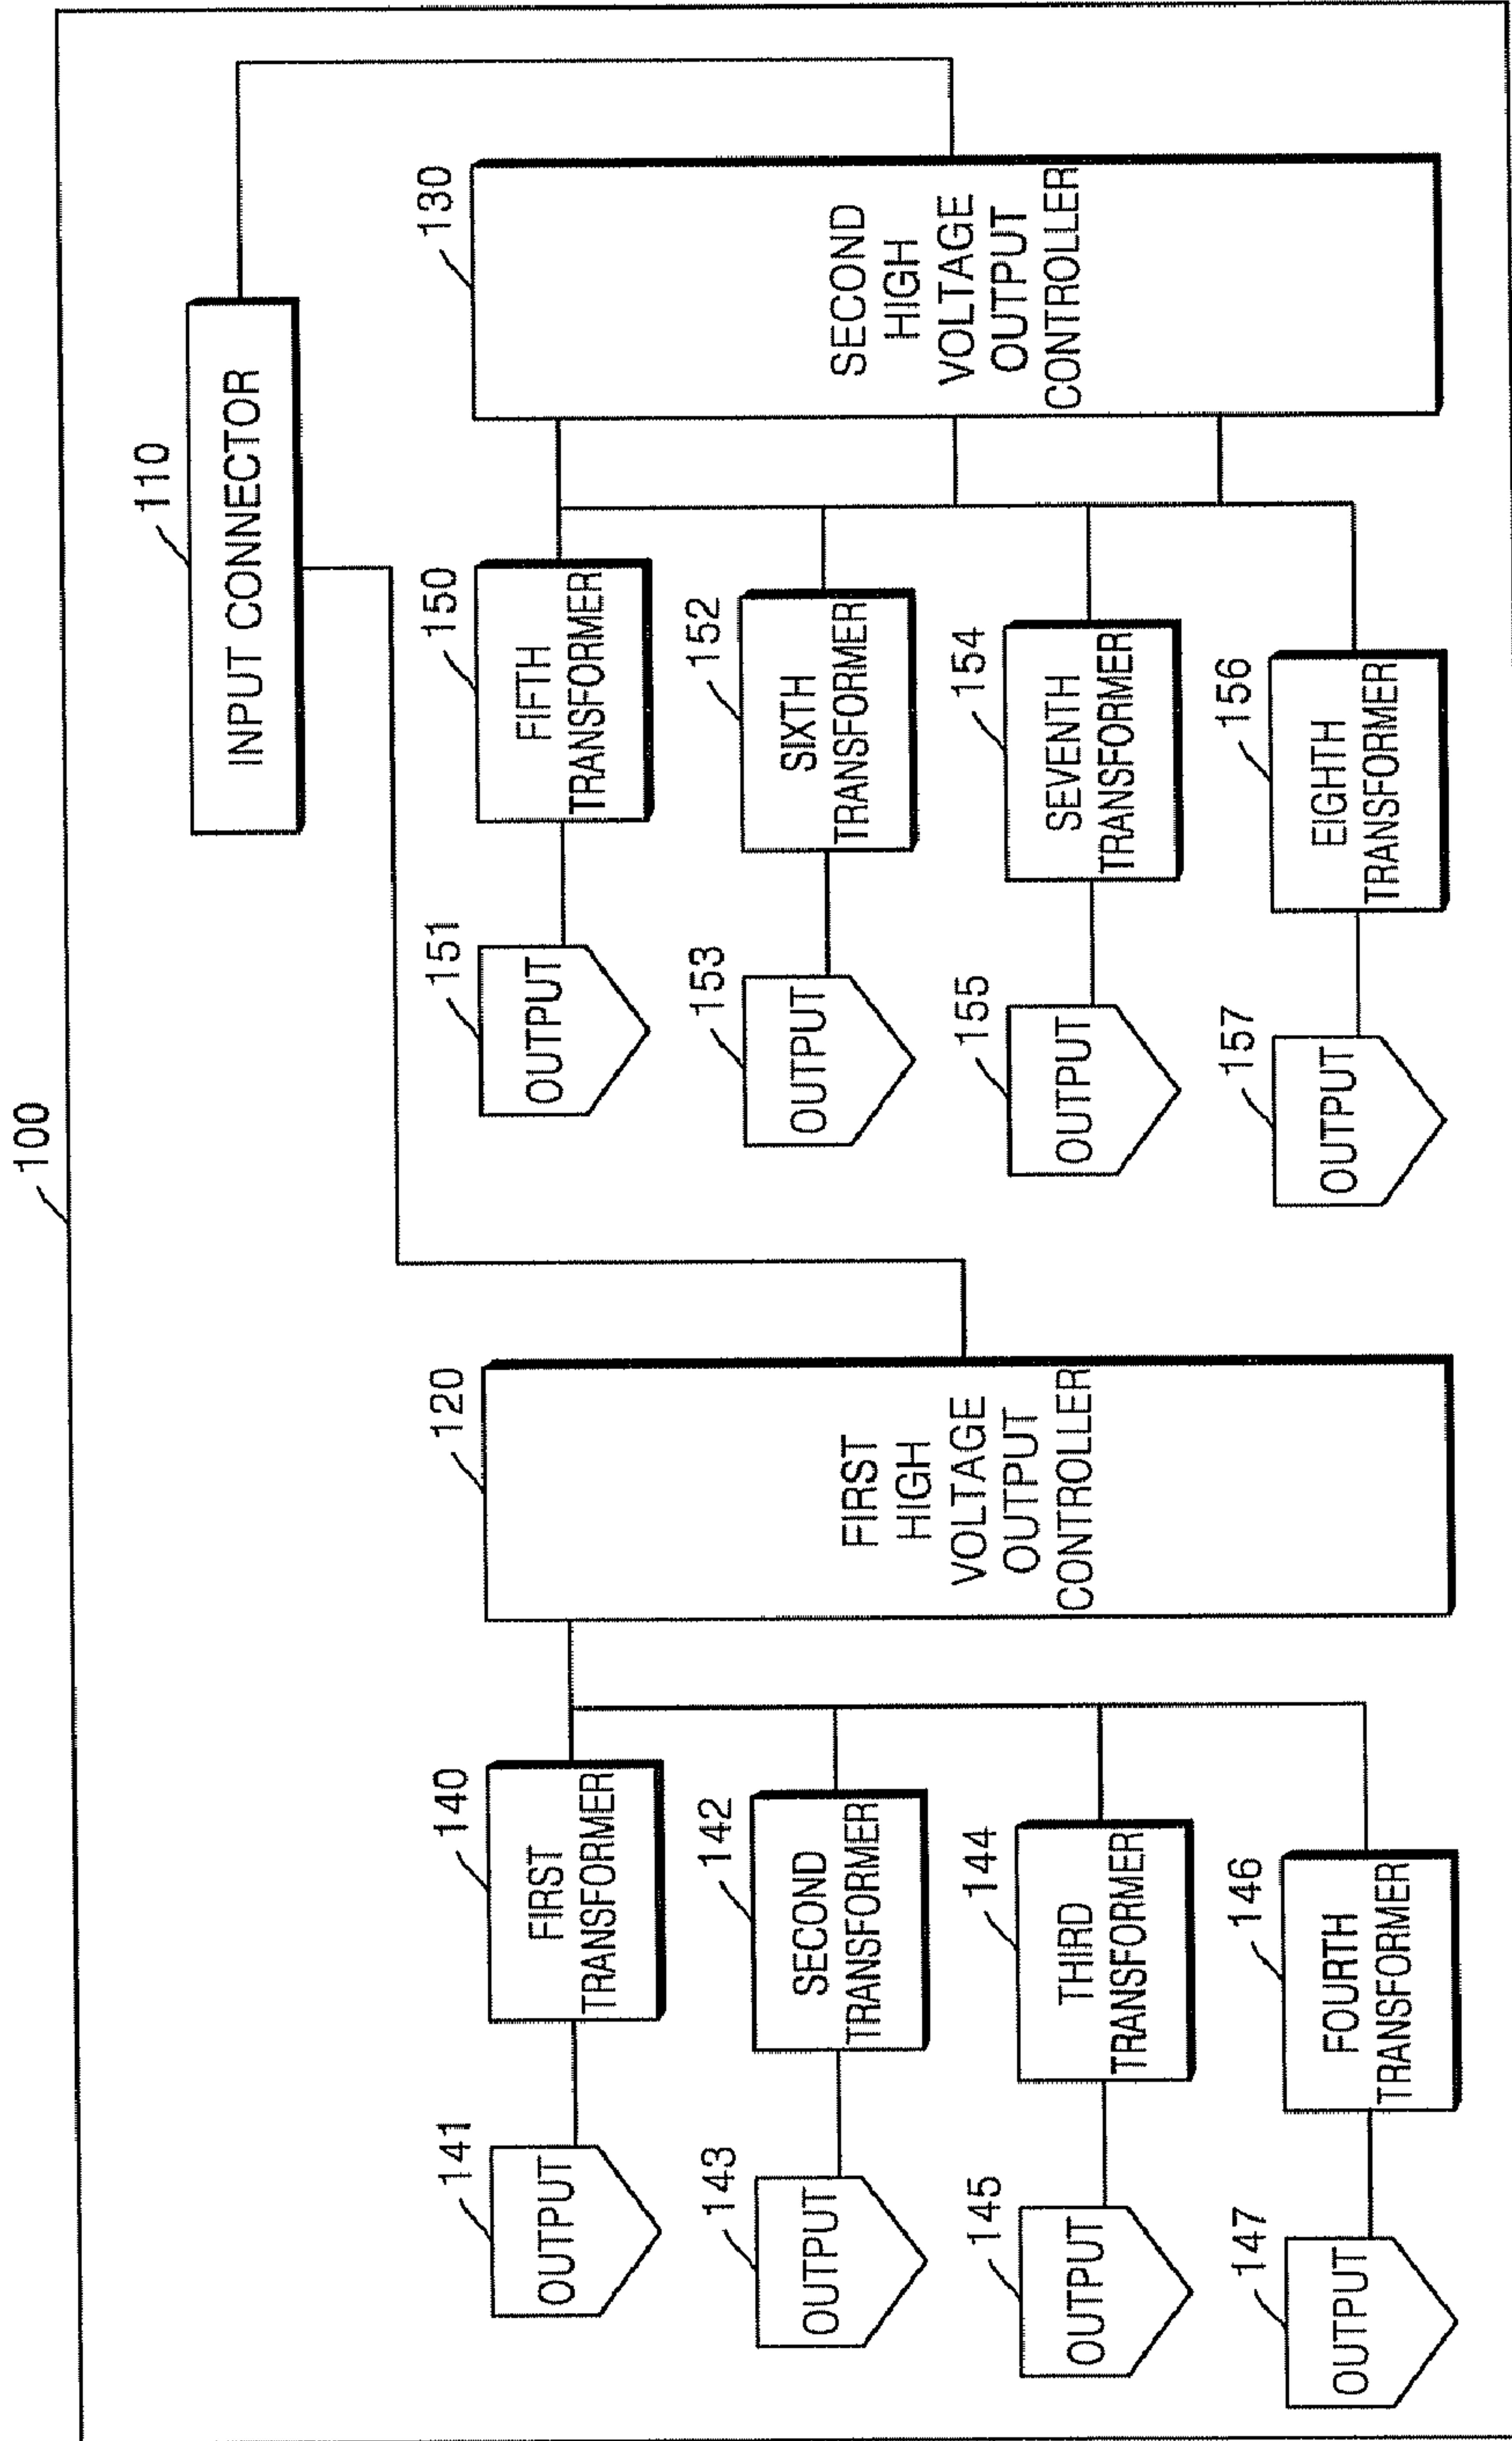 100
110
INPUT CONNECTOR
120
FIRST
HIGH
VOLTAGE
OUTPUT
CONTROLLER
130
SECOND
HIGH
VOLTAGE
OUTPUT
CONTROLLER
141
OUTPUT
140
FIRST
TRANSFORMER
143
OUTPUT
142
SECOND
TRANSFORMER
145
OUTPUT
144
THIRD
TRANSFORMER
147
OUTPUT
146
FOURTH
TRANSFORMER
151
OUTPUT
150
FIFTH
TRANSFORMER
153
OUTPUT
152
SIXTH
TRANSFORMER
155
OUTPUT
154
SEVENTH
TRANSFORMER
157
OUTPUT
156
EIGHTH
TRANSFORMER